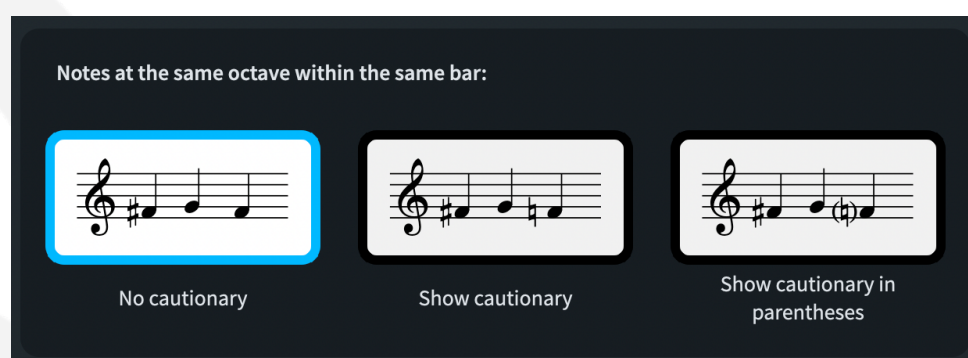 Notes at the same octave within the same bar:
No cautionary
Show cautionary
Show cautionary in
parentheses